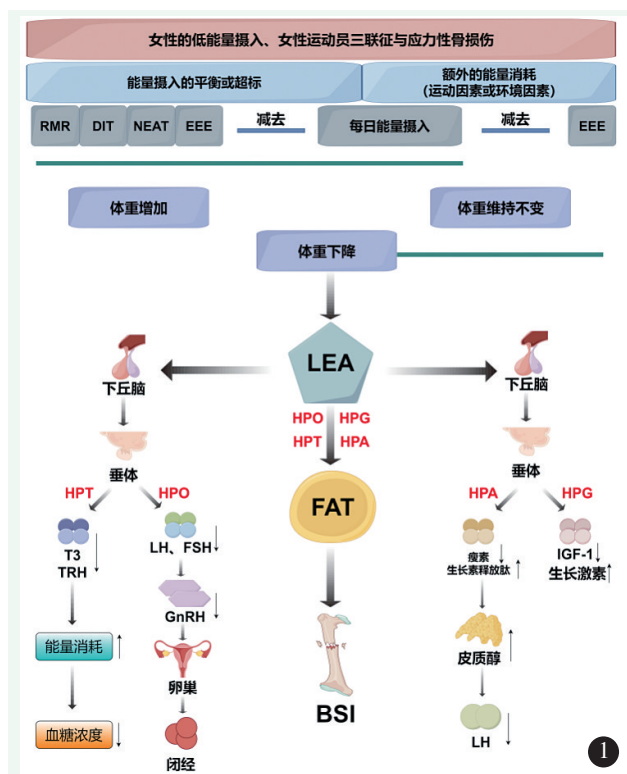 女性的低能量摄入、女性运动员三联征与应力性骨损伤
能量摄入的平衡或超标
额外的能量消耗
(运动因素或环境因素)
RMR DIT NEAT EEE 减去 每日能量摄入 减去 EEE
体重增加
体重维持不变
体重下降
LEA
下丘脑
下丘脑
HPO HPG
HPT HPA
垂体
垂体
HPT HPO
HPA HPG
FAT
T3
TRH
LH、FSH
瘦素
生长素释放肽
IGF-1
生长激素
GnRH
能量消耗
皮质醇
卵巢
BSI
血糖浓度
LH
闭经
1